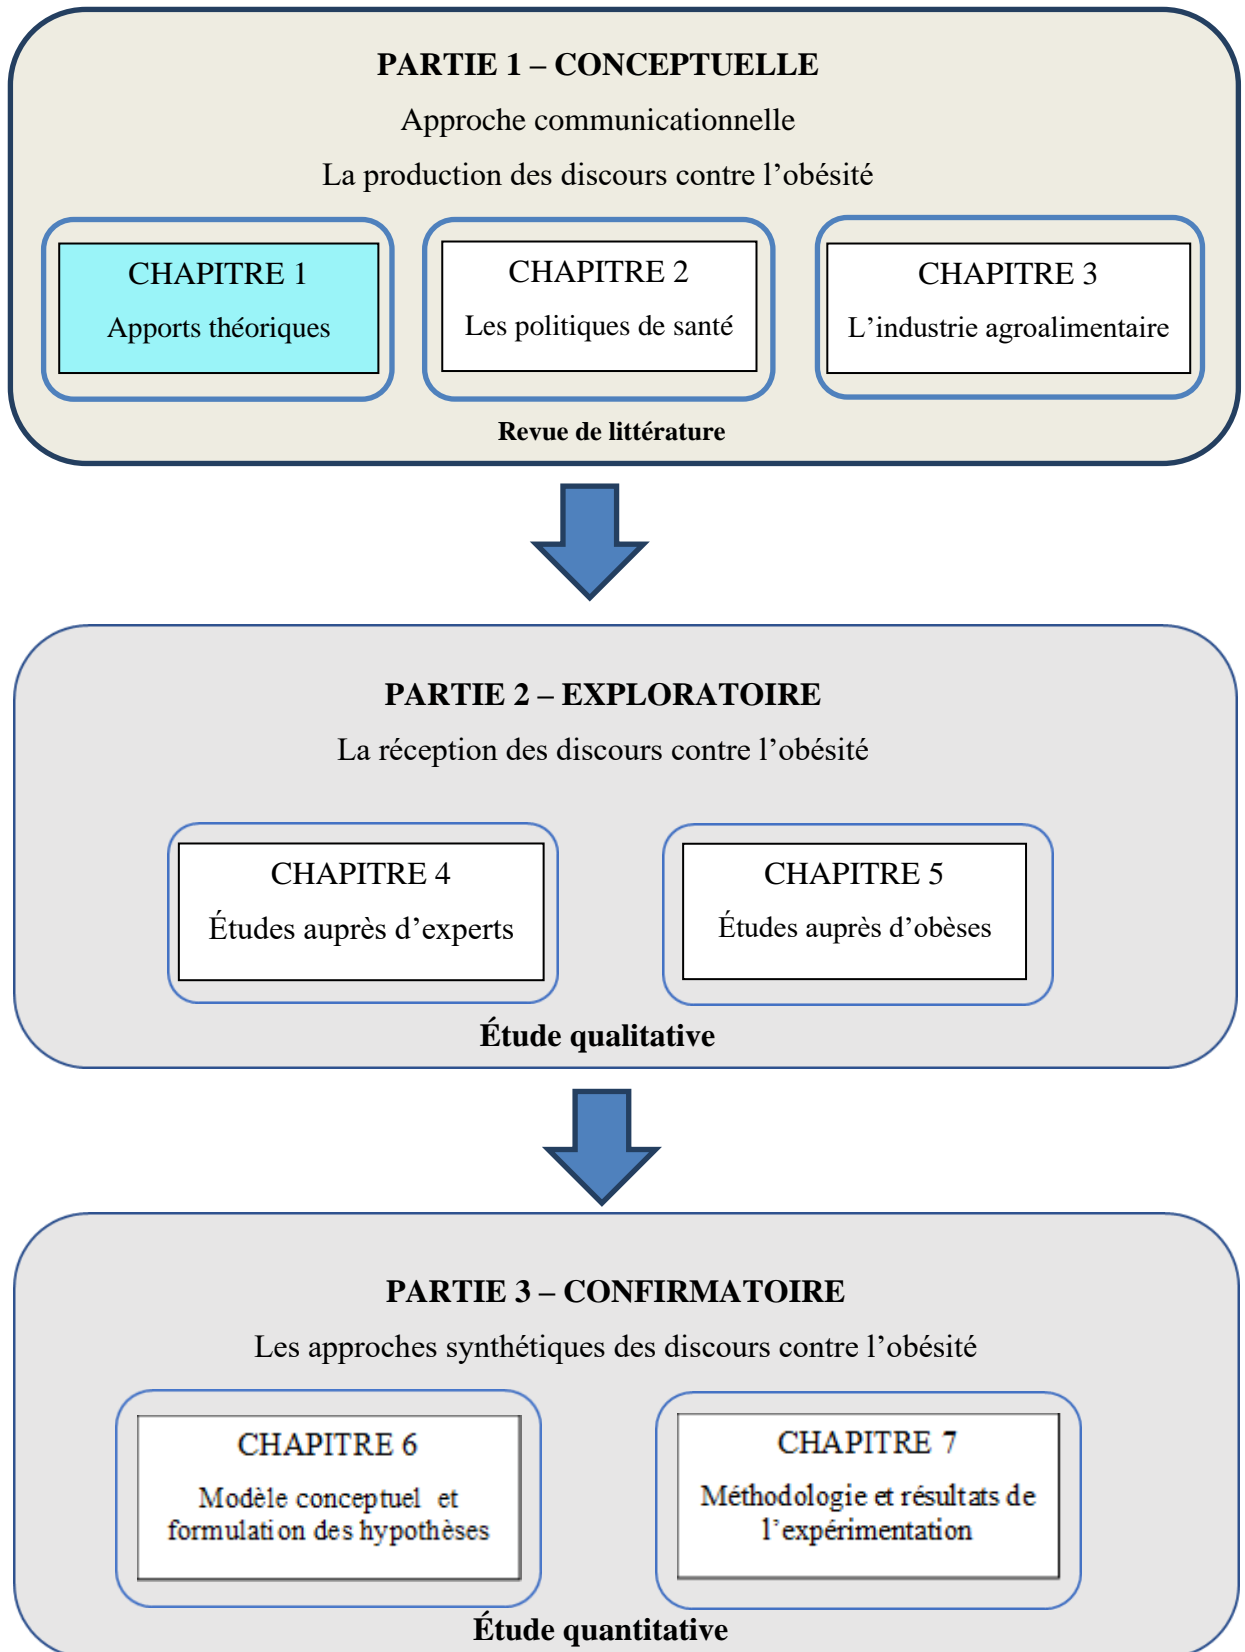 PARTIE 1 – CONCEPTUELLE
Approche communicationnelle
La production des discours contre l’obésité
CHAPITRE 1
Apports théoriques
CHAPITRE 2
Les politiques de santé
CHAPITRE 3
L’industrie agroalimentaire
Revue de littérature
PARTIE 2 – EXPLORATOIRE
La réception des discours contre l’obésité
CHAPITRE 4
Études auprès d’experts
CHAPITRE 5
Études auprès d’obèses
Étude qualitative
PARTIE 3 – CONFIRMATOIRE
Les approches synthétiques des discours contre l’obésité
CHAPITRE 6
Modèle conceptuel et
formulation des hypothèses
CHAPITRE 7
Méthodologie et résultats de
l’expérimentation
Étude quantitative